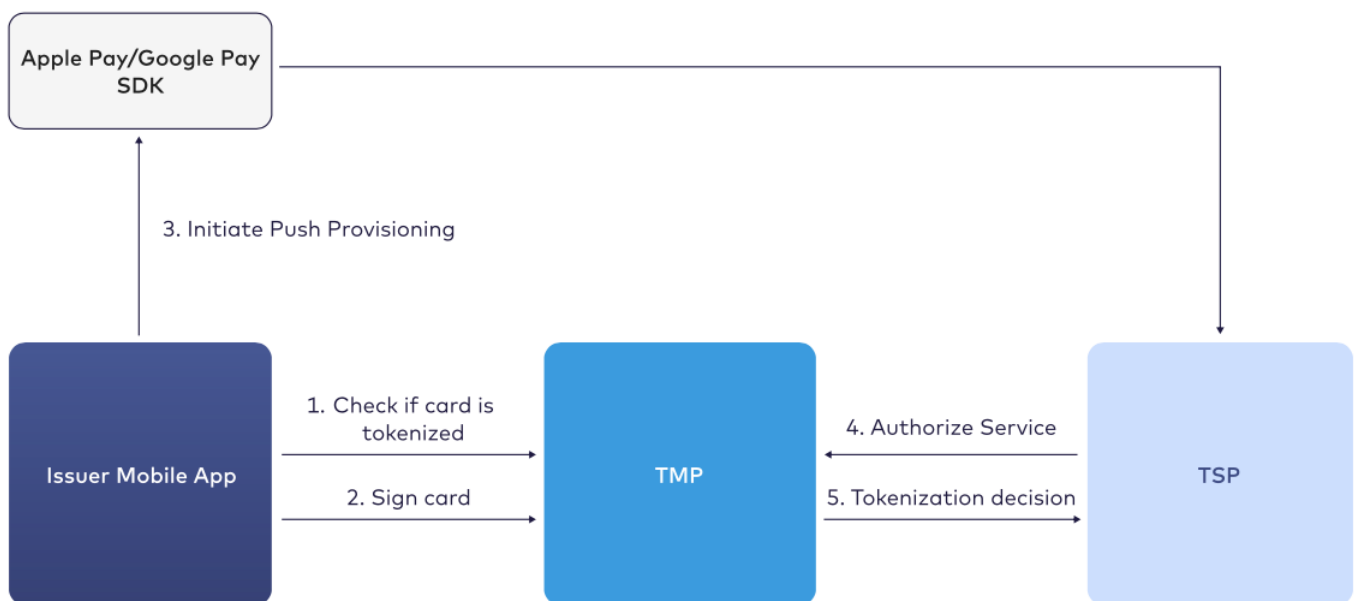 Apple Pay/Google Pay
SDK
3. Initiate Push Provisioning
1. Check if card is
tokenized
4. Authorize Service
Issuer Mobile App
TMP
TSP
2. Sign card
5. Tokenization decision